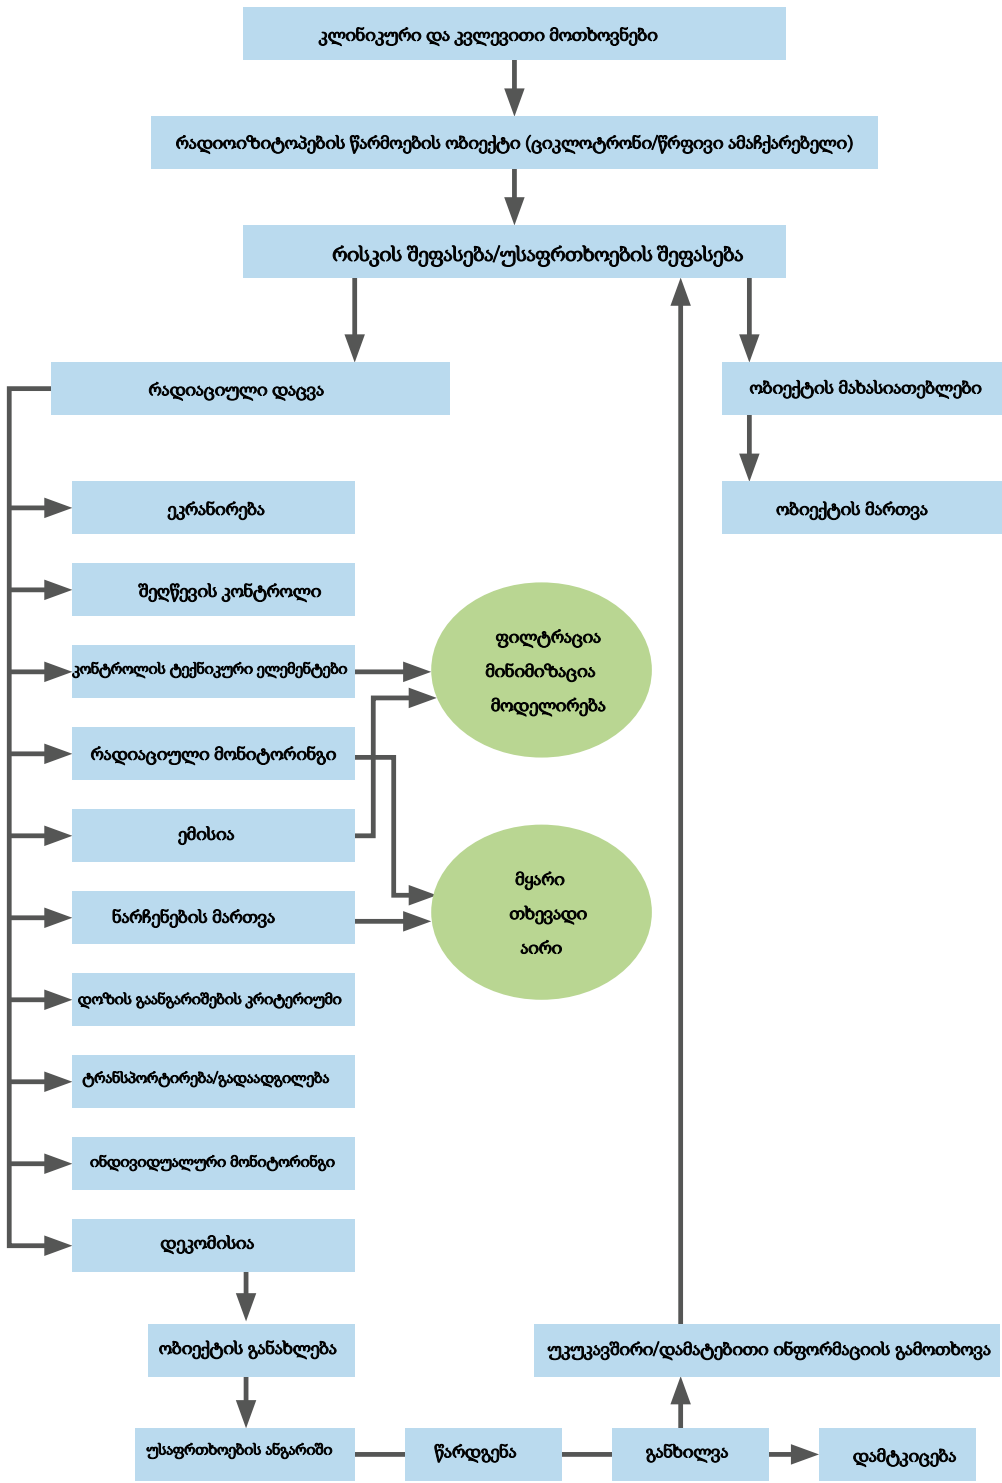 კლინიკური და კვლევითი მოთხოვნები
რადიოიზიტოპების წარმოების ობიექტი (ციკლოტრონი/წრფივი ამაჩქარებელი)
რისკის შეფასება/უსაფრთხოების შეფასება
რადიაციული დაცვა
ობიექტის მახასიათებლები
ეკრანირება
ობიექტის მართვა
შეღწევის კონტროლი
კონტროლის ტექნიკური ელემენტები
ფილტრაცია
მინიმიზაცია
მოდელირება
რადიაციული მონიტორინგი
ემისია
ნარჩენების მართვა
მყარი
თხევადი
აირი
დოზის გაანგარიშების კრიტერიუმი
ტრანსპორტირება/გადაადგილება
ინდივიდუალური მონიტორინგი
დეკომისია
ობიექტის განახლება
უკუკავშირი/დამატებითი ინფორმაციის გამოთხოვა
უსაფრთხოების ანგარიში
წარდგენა
განხილვა
დამტკიცება